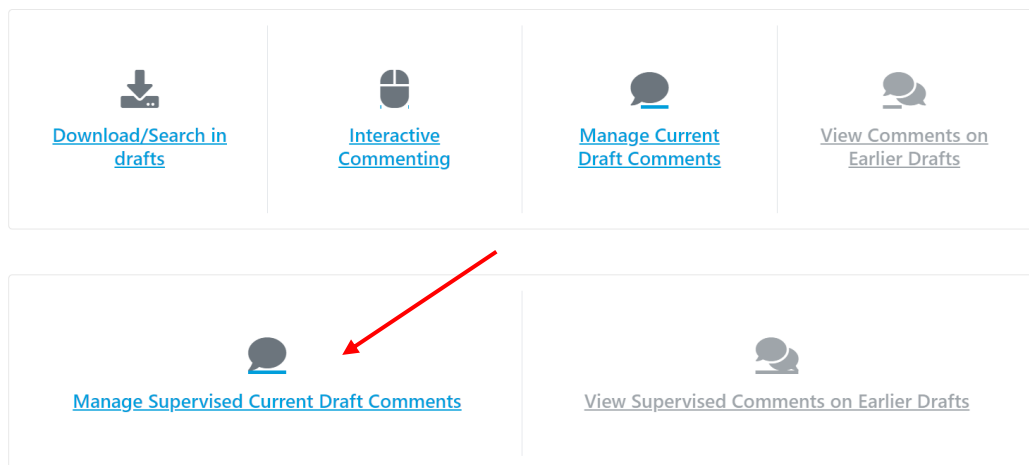 Download/Search in
drafts
Interactive
Commenting
Manage Current
Draft Comments
View Comments on
Earlier Drafts
Manage Supervised Current Draft Comments
View Supervised Comments on Earlier Drafts